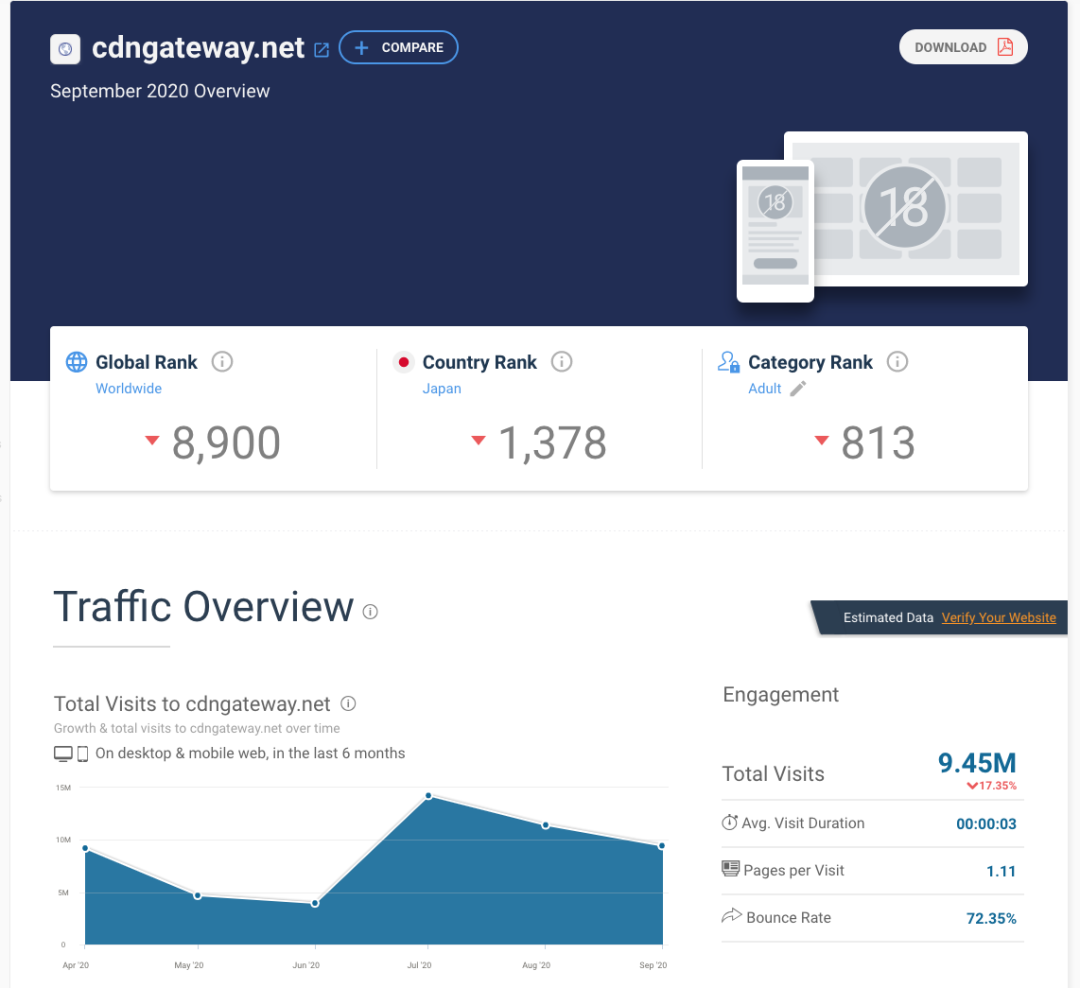 cdngateway.net
COMPARE
DOWNLOAD
September 2020 Overview
18
18
Global Rank
Worldwide
8,900
Country Rank
Japan
1,378
Category Rank
Adult
813
Traffic Overview
Estimated Data Verify Your Website
Total Visits to cdngateway.net
Growth & total visits to cdngateway.net over time
On desktop & mobile web, in the last 6 months
15M
10M
5M
0
Apr '20 May '20 Jun '20 Jul '20 Aug '20 Sep '20
Engagement
Total Visits 9.45M
17.35%
Avg. Visit Duration 00:00:03
Pages per Visit 1.11
Bounce Rate 72.35%